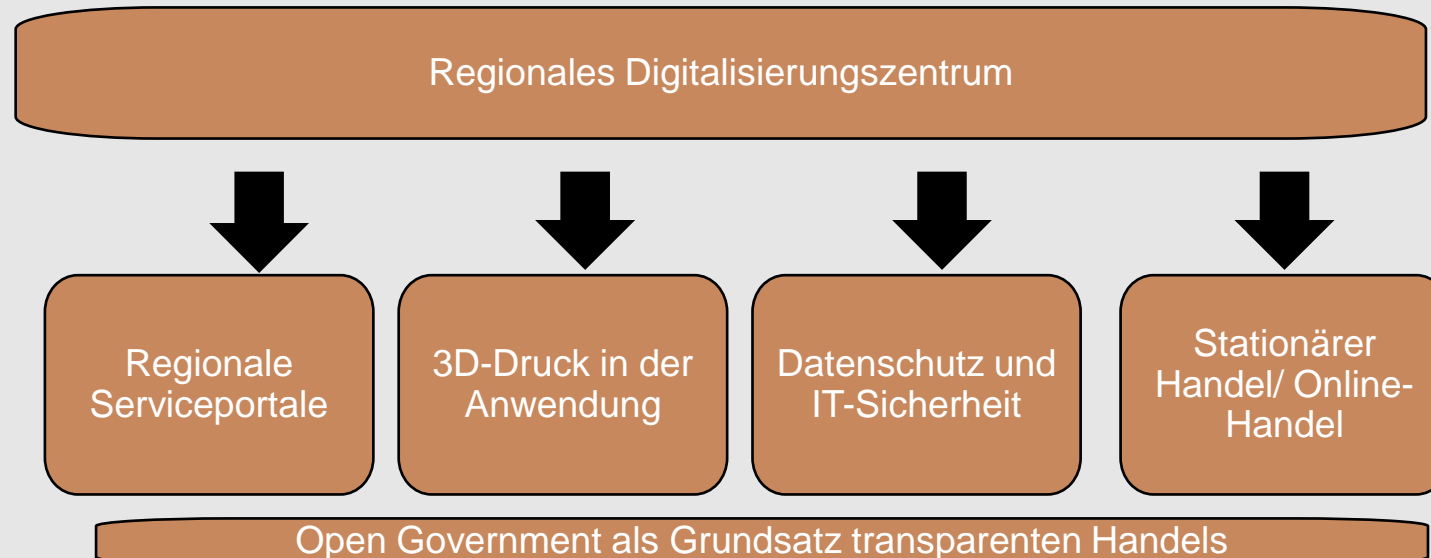 Regionales Digitalisierungszentrum
Regionale
Serviceportale
3D-Druck in der
Anwendung
Datenschutz und
IT-Sicherheit
Stationärer
Handel/ Online-
Handel
Open Government als Grundsatz transparenten Handels